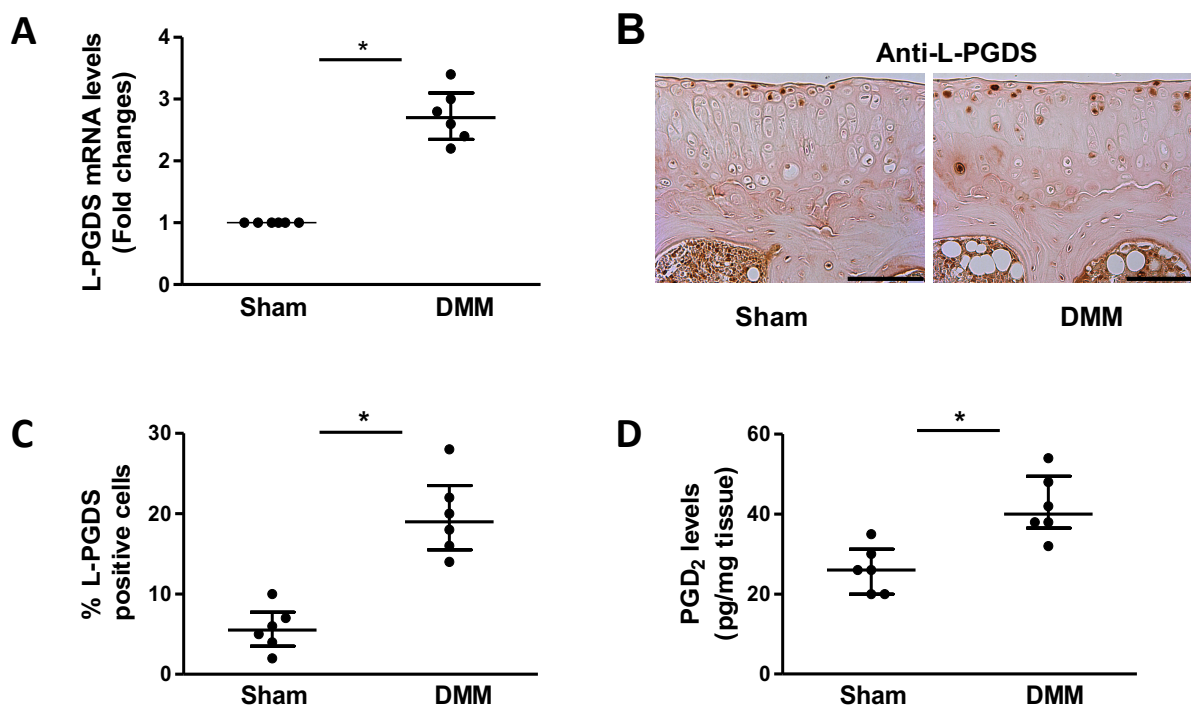 A
L-PGDS mRNA levels
(Fold changes)
4
3
2
1
0
*
Sham
DMM
B
Anti-L-PGDS
Sham
DMM
C
% L-PGDS
positive cells
30
20
10
0
*
Sham
DMM
D
PGD₂ levels
(pg/mg tissue)
60
40
20
0
*
Sham
DMM